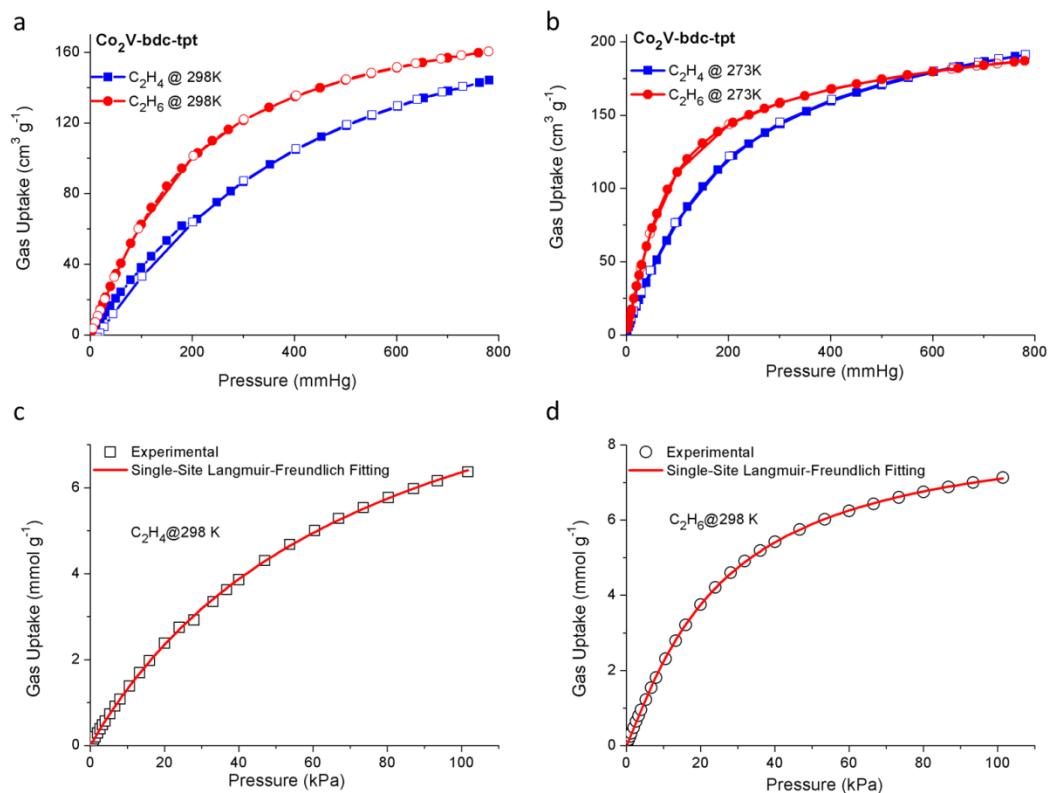 a
Co₂V-bdc-tpt
C₂H₄ @ 298K
C₂H₆ @ 298K
Gas Uptake (cm³ g⁻¹)
160
120
80
40
0
0 200 400 600 800
Pressure (mmHg)
b
Co₂V-bdc-tpt
C₂H₄ @ 273K
C₂H₆ @ 273K
Gas Uptake (cm³ g⁻¹)
200
150
100
50
0
0 200 400 600 800
Pressure (mmHg)
c
Experimental
Single-Site Langmuir-Freundlich Fitting
C₂H₄@298 K
Gas Uptake (mmol g⁻¹)
6
4
2
0
0 20 40 60 80 100
Pressure (kPa)
d
Experimental
Single-Site Langmuir-Freundlich Fitting
C₂H₆@298 K
Gas Uptake (mmol g⁻¹)
8
6
4
2
0
0 20 40 60 80 100
Pressure (kPa)